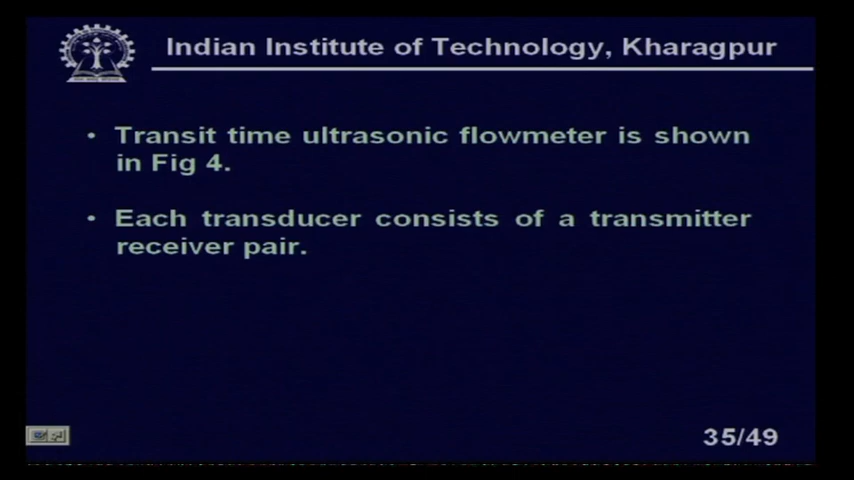 Indian Institute of Technology, Kharagpur
• Transit time ultrasonic flowmeter is shown
in Fig 4.
• Each transducer consists of a transmitter
receiver pair.
35/49